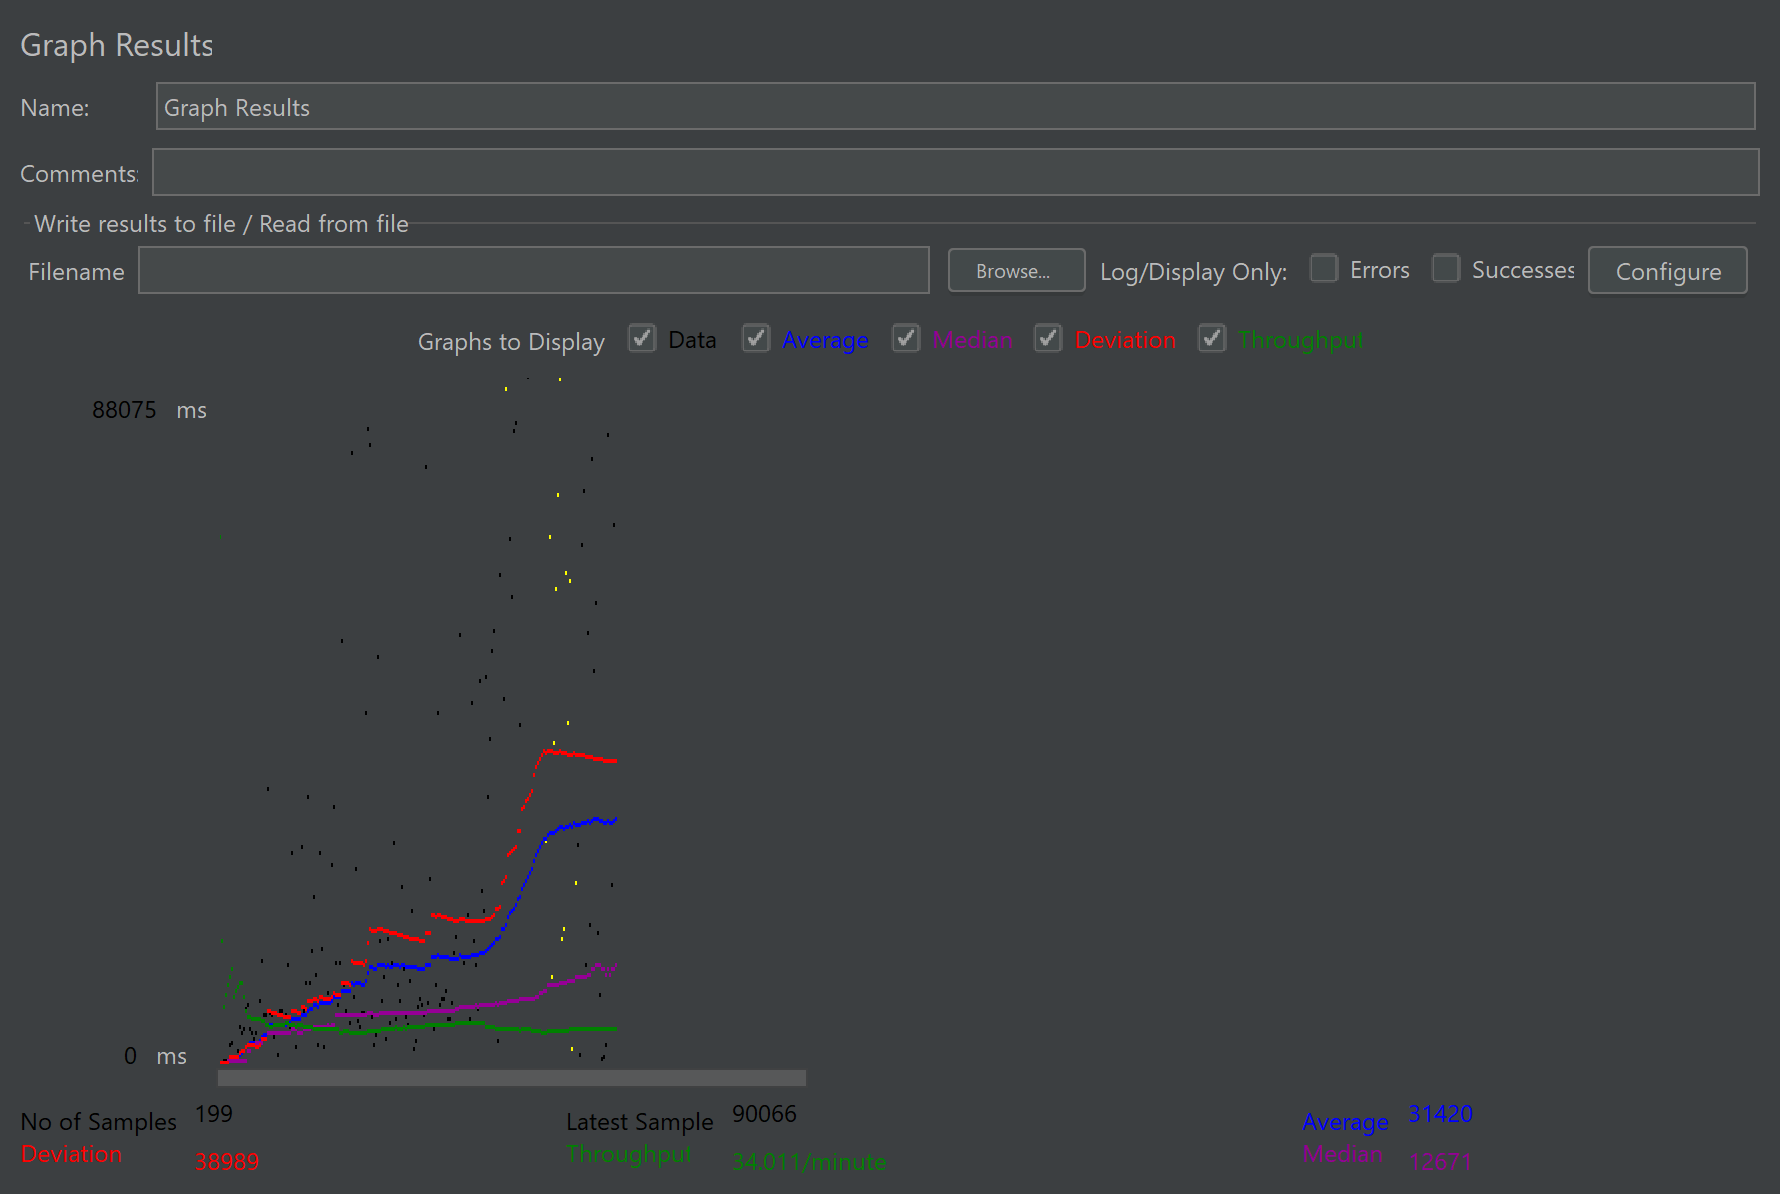 Graph Results
Name: Graph Results
Comments:
Write results to file / Read from file
Filename Browse... Log/Display Only: Errors Successes Configure
Graphs to Display Data Average Median Deviation Throughput
88075 ms
0 ms
No of Samples 199 Latest Sample 90066 Average 31420
Deviation 38989 Throughput 34.011/minute Median 12671